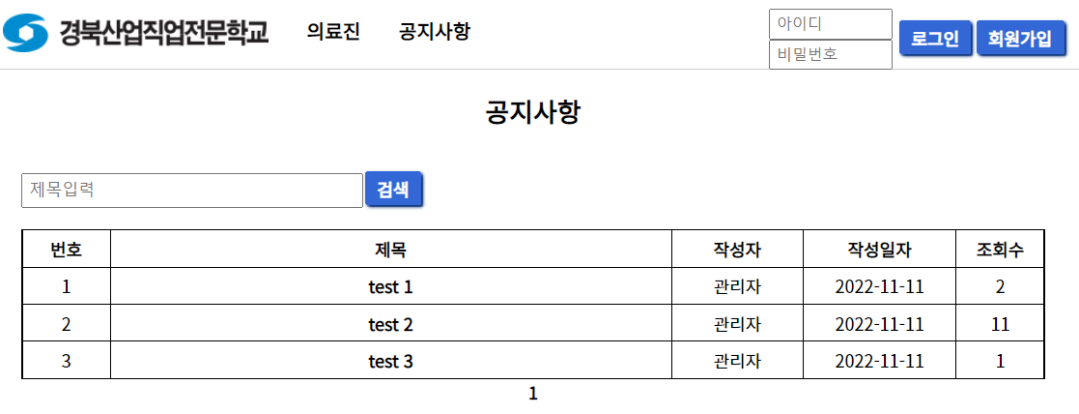 경북산업직업전문학교 의료진 공지사항 아이디 로그인 회원가입
비밀번호
공지사항
제목입력 검색
번호 제목 작성자 작성일자 조회수
1 test 1 관리자 2022-11-11 2
2 test 2 관리자 2022-11-11 11
3 test 3 관리자 2022-11-11 1
1